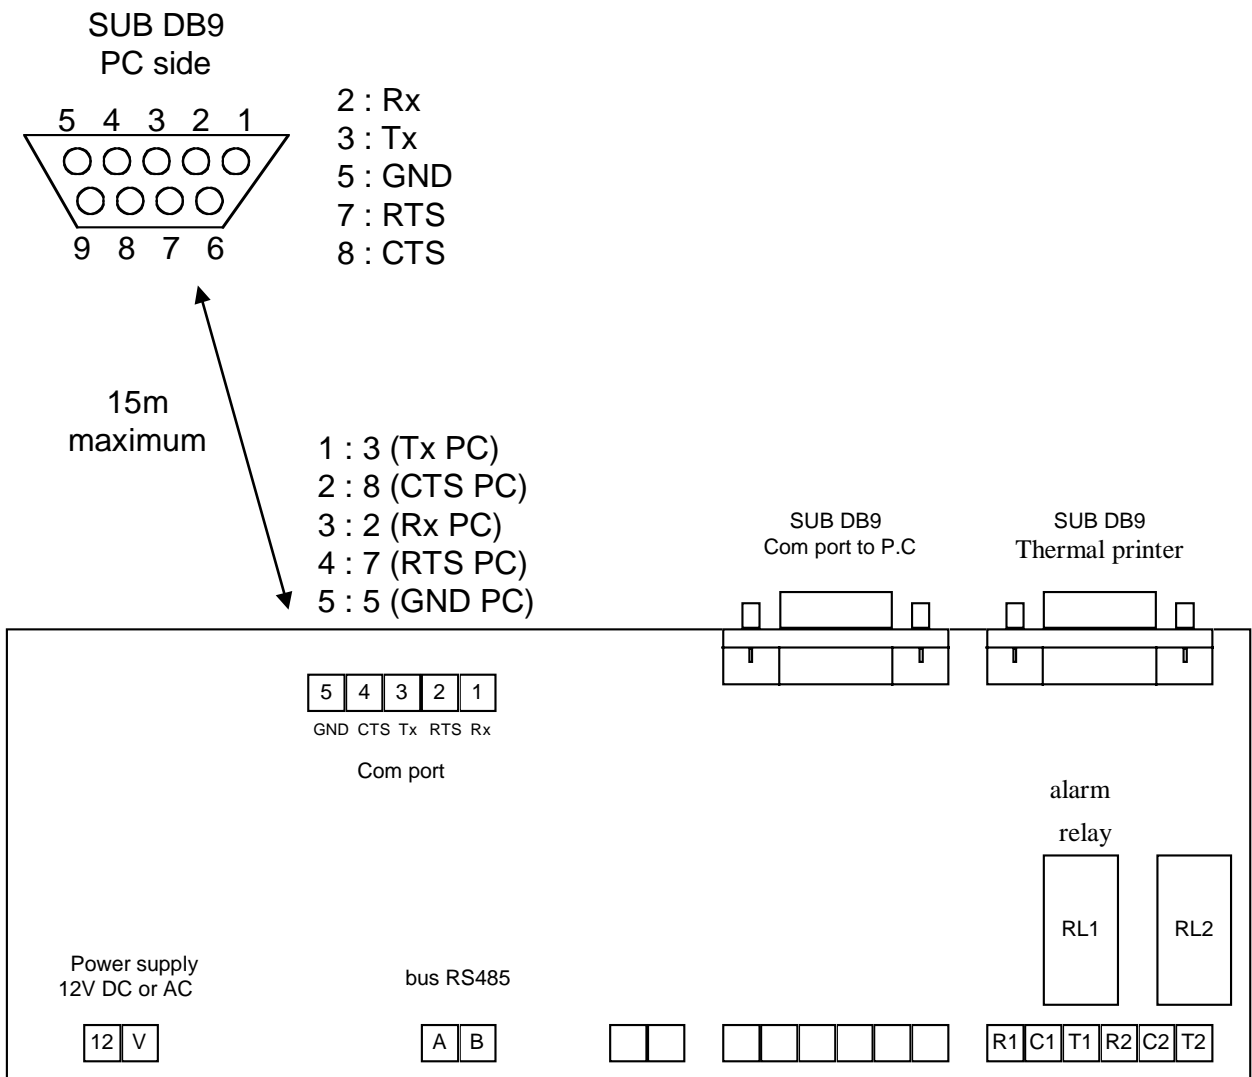 SUB DB9
PC side
5 4 3 2 1
9 8 7 6
2 : Rx
3 : Tx
5 : GND
7 : RTS
8 : CTS
15m
maximum
1 : 3 (Tx PC)
2 : 8 (CTS PC)
3 : 2 (Rx PC)
4 : 7 (RTS PC)
5 : 5 (GND PC)
SUB DB9
Com port to P.C
SUB DB9
Thermal printer
5 4 3 2 1
GND CTS Tx RTS Rx
Com port
alarm
relay
RL1 RL2
Power supply
12V DC or AC
bus RS485
12 V A B R1 C1 T1 R2 C2 T2